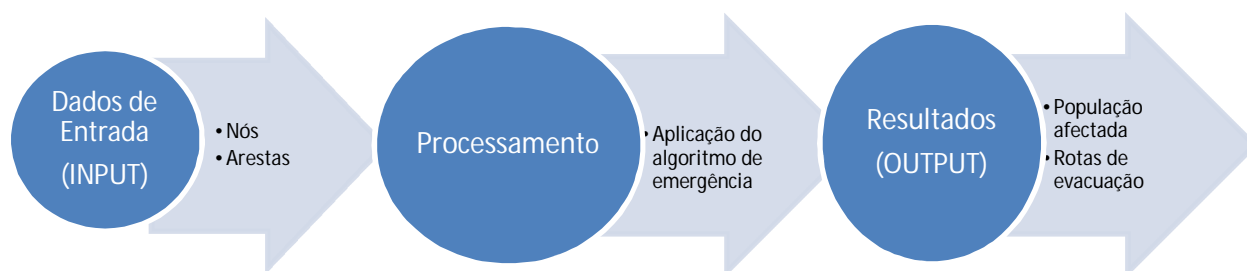 Dados de
Entrada
(INPUT)
• Nós
• Arestas
Processamento
• Aplicação do
algoritmo de
emergência
Resultados
(OUTPUT)
• População
afectada
• Rotas de
evacuação